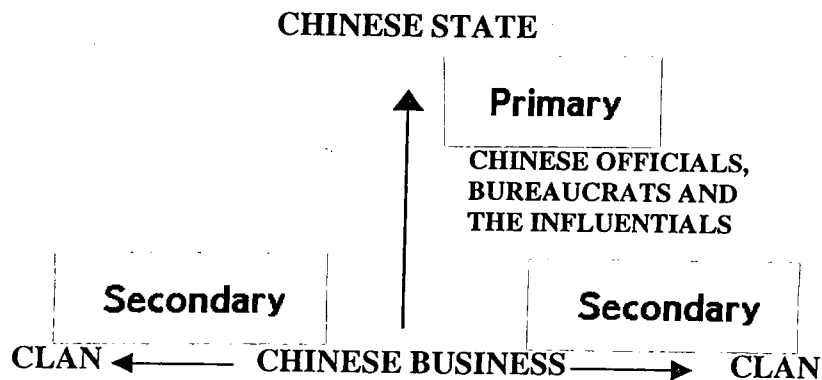 CHINESE STATE
Primary
CHINESE OFFICIALS,
BUREAUCRATS AND
THE INFLUENTIALS
Secondary
Secondary
CLAN CHINESE BUSINESS CLAN